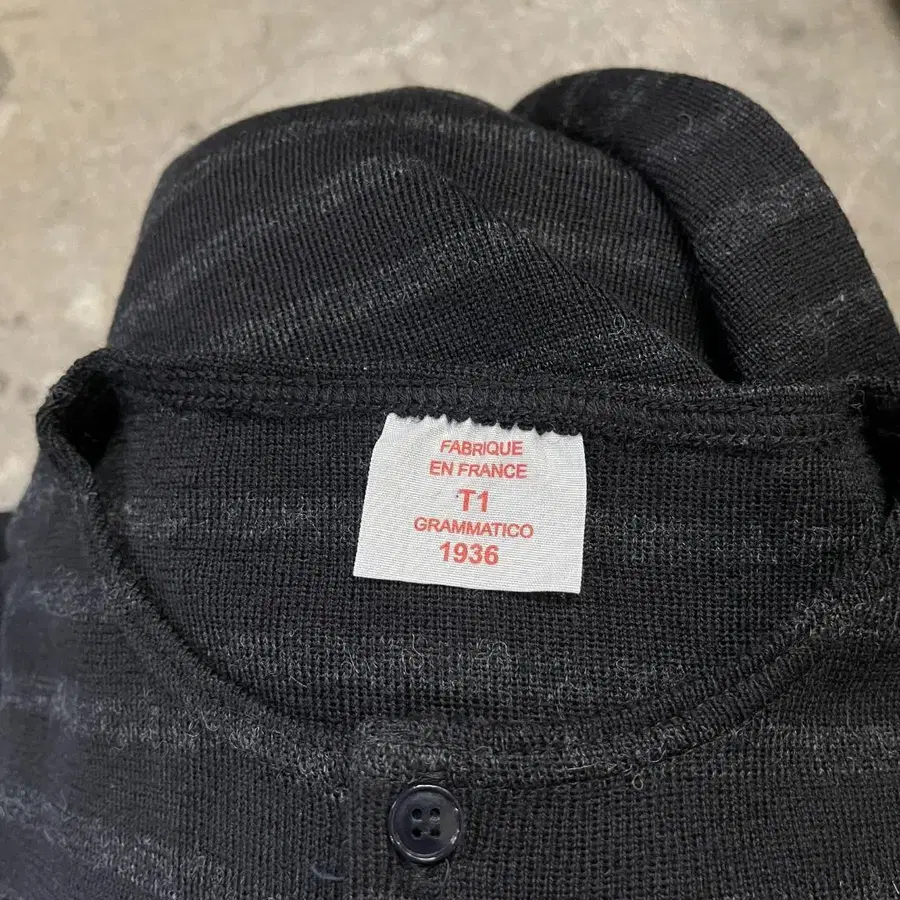 FABRIQUE
EN FRANCE
T1
GRAMMATICO
1936